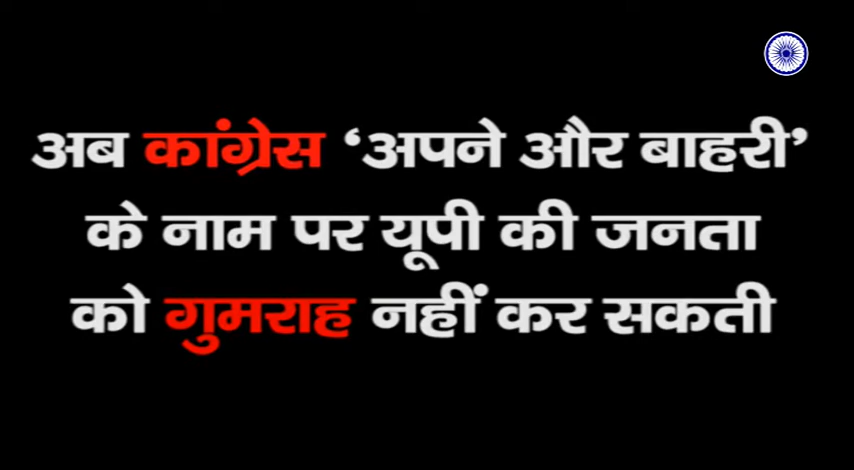 अब कांग्रेस ‘अपने और बाहरी’
के नाम पर यूपी की जनता
को गुमराह नहीं कर सकती